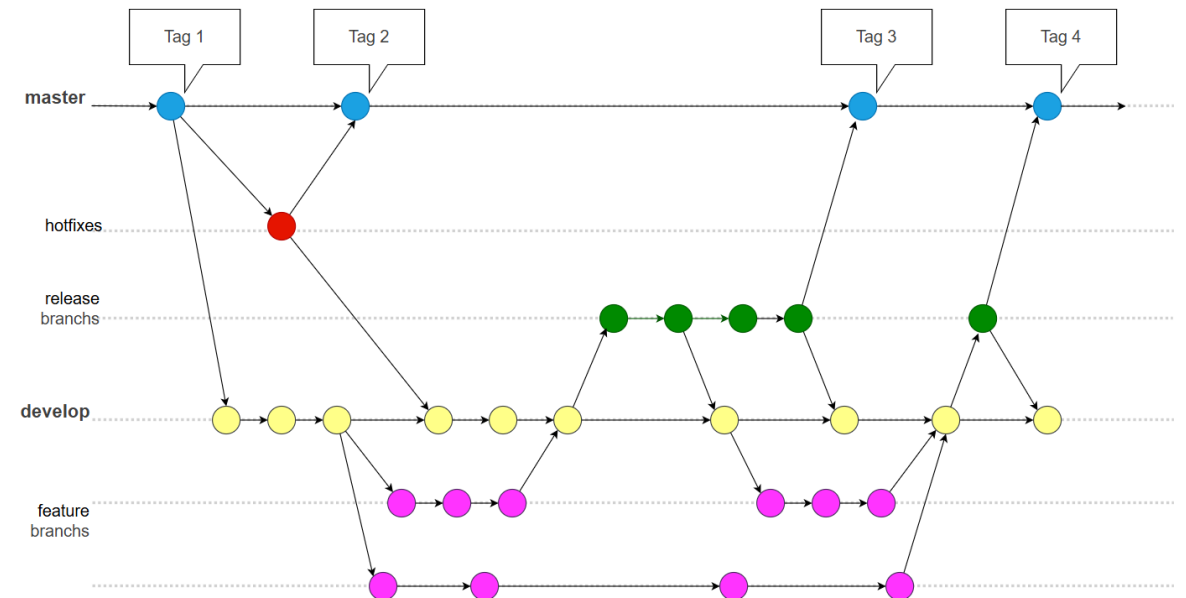 Tag 1
Tag 2
Tag 3
Tag 4
master
hotfixes
release
branchs
develop
feature
branchs